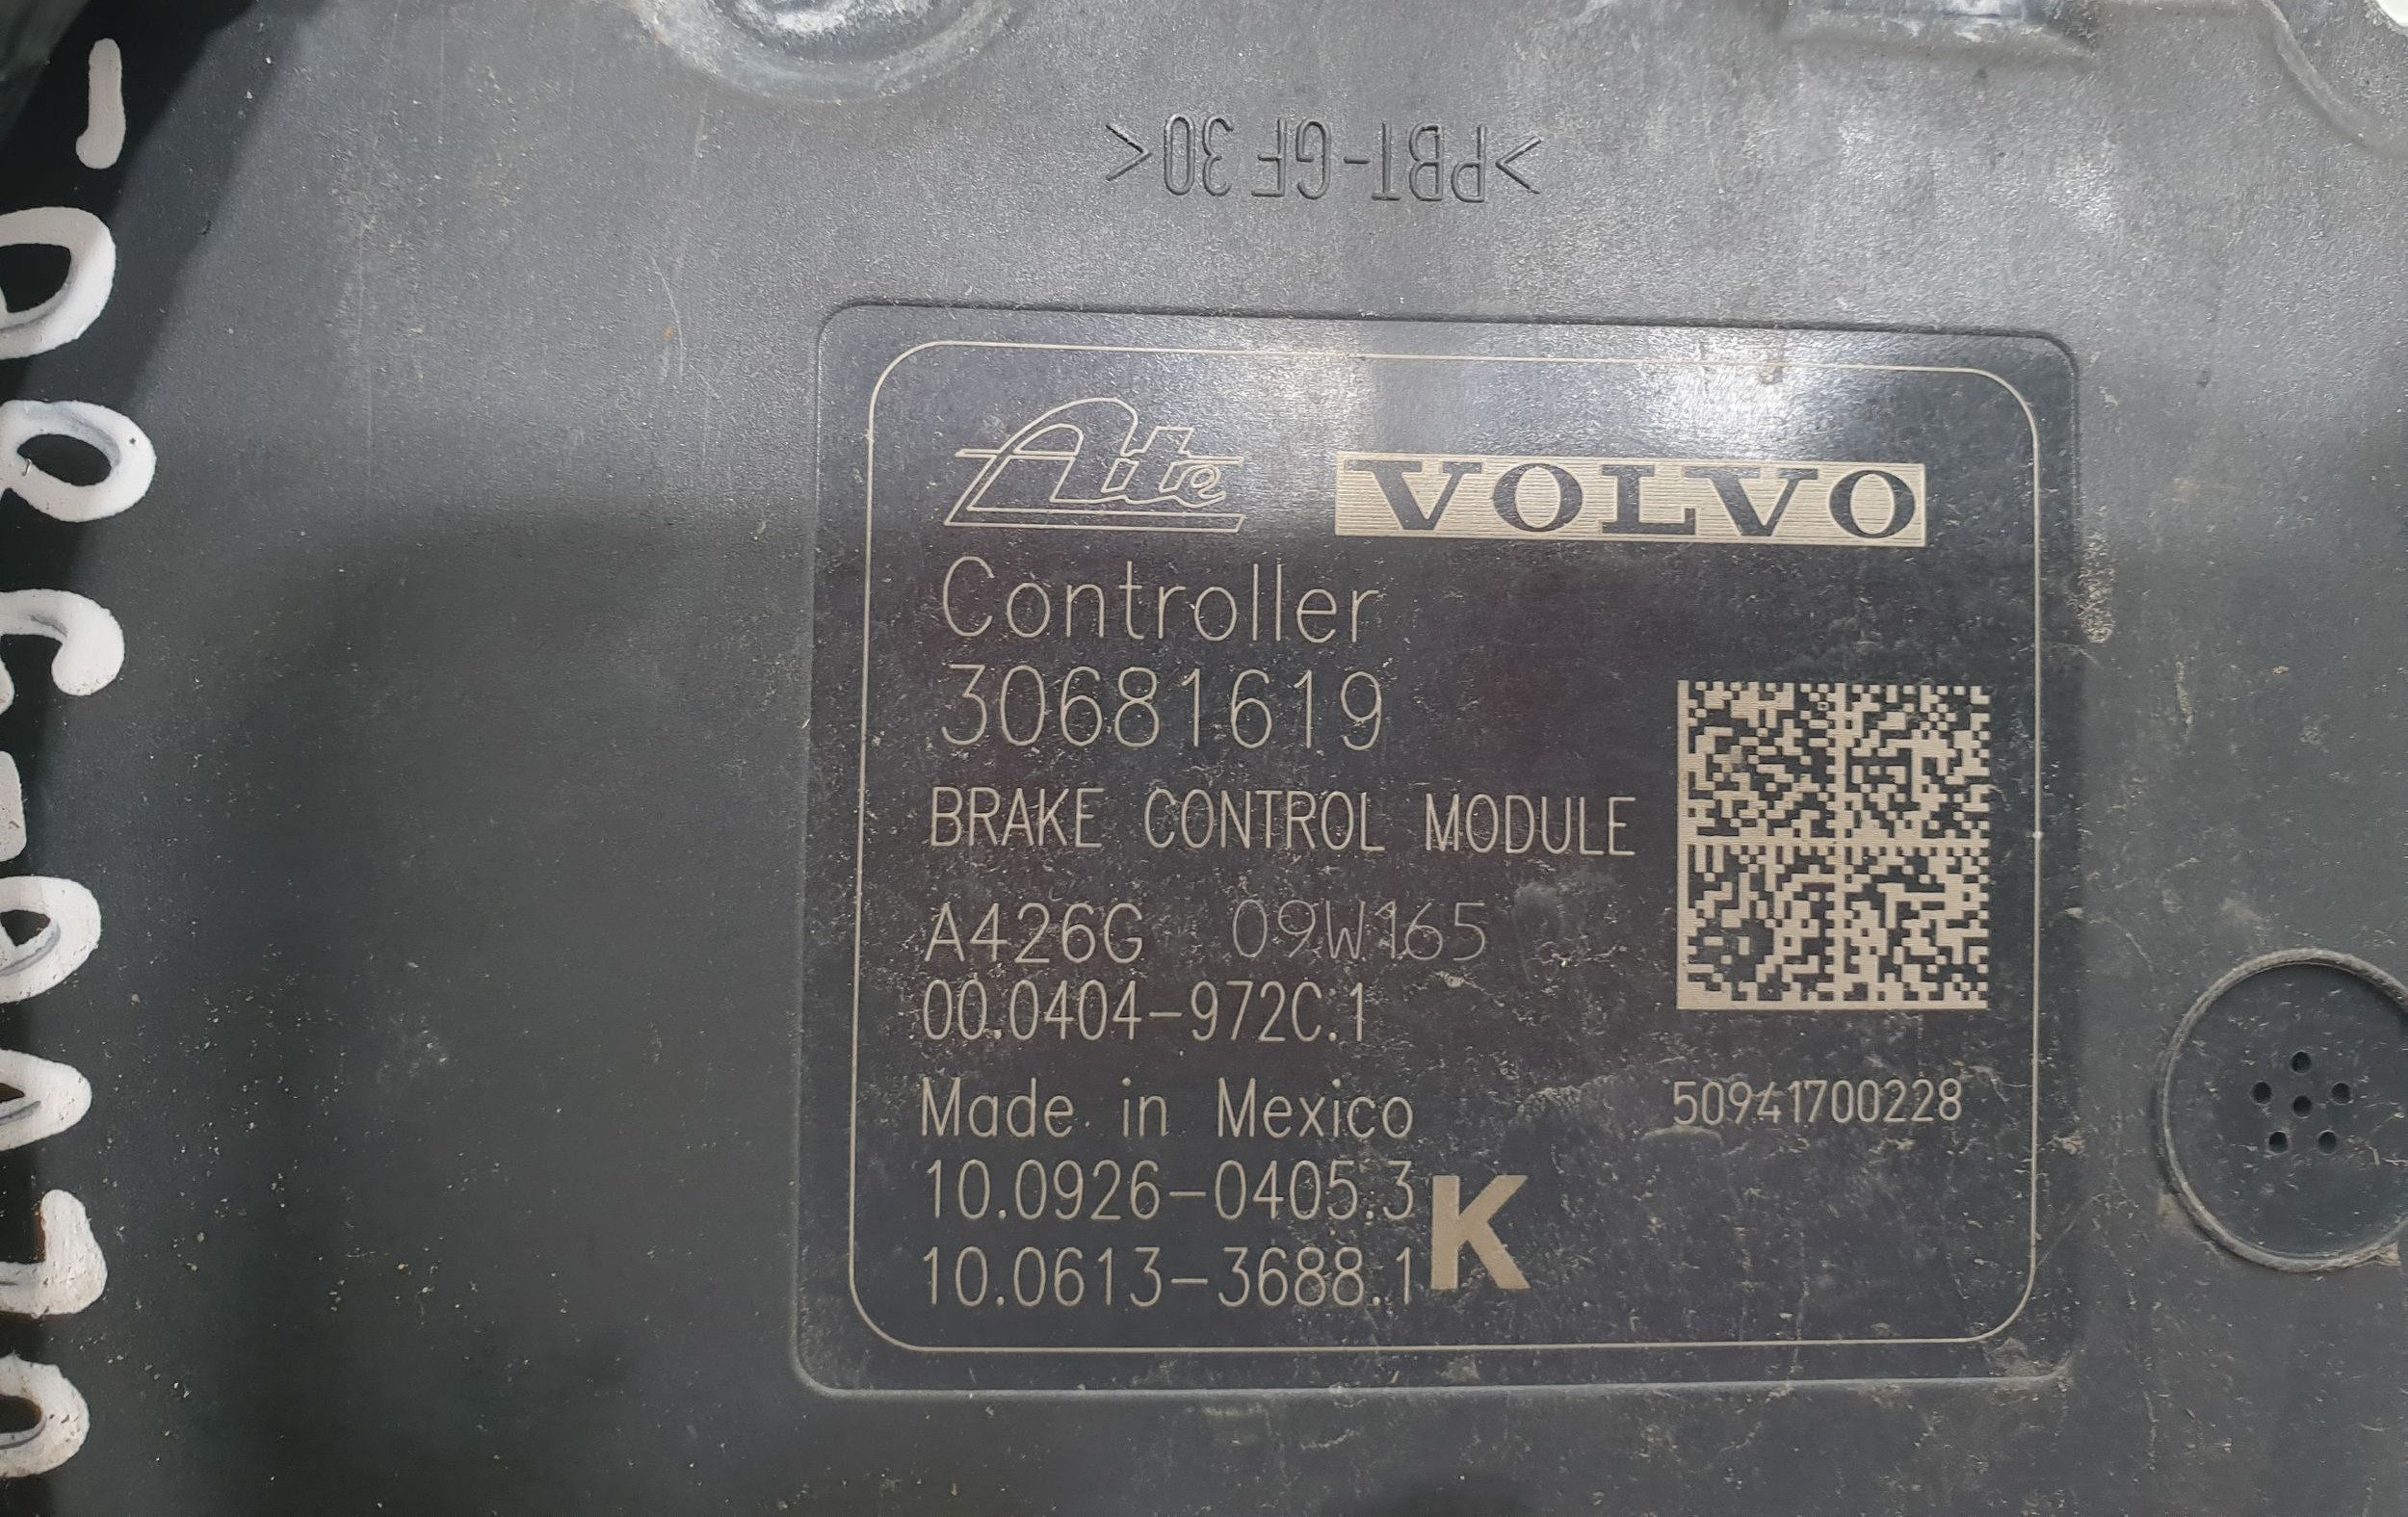 >PBT-GF 30<
Ate VOLVO
Controller
30681619
BRAKE CONTROL MODULE
A426G 09W165
00.0404-972C.1
Made in Mexico
50941700228
10.0926-0405.3
K
10.0613-3688.1